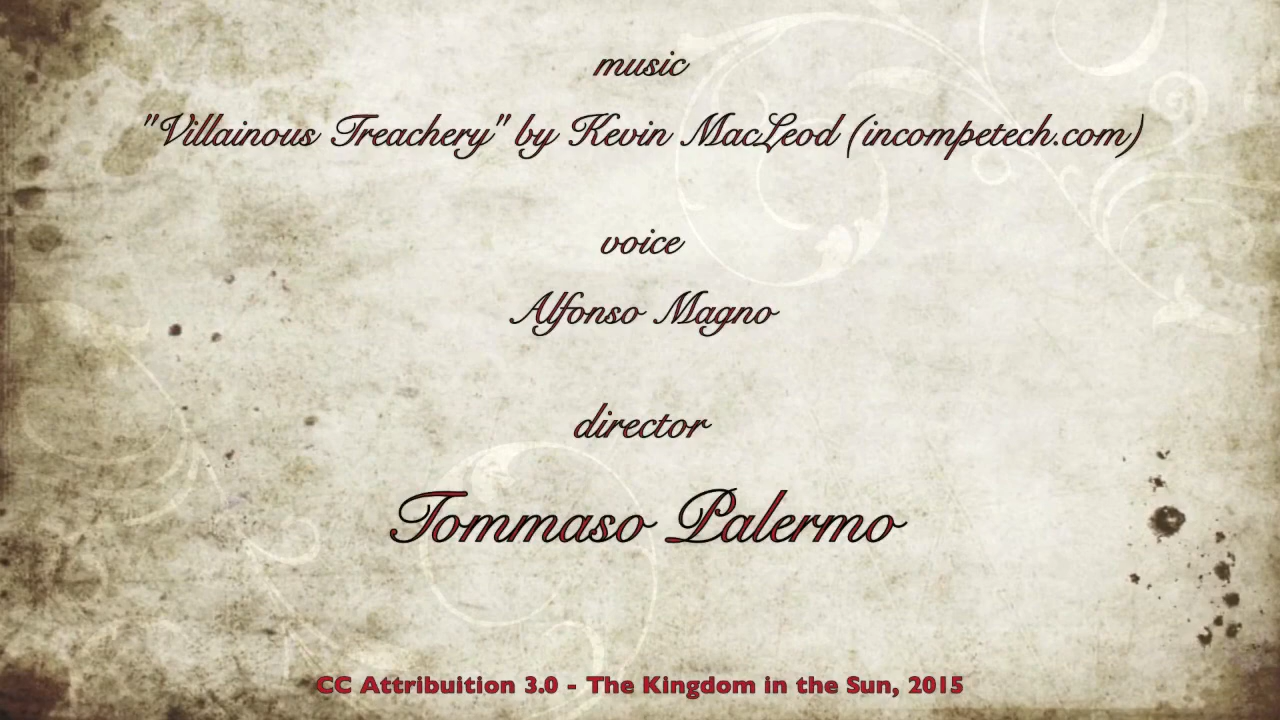 music
"Villainous Treachery" by Kevin MacLeod (incompetech.com)
voice
Alfonso Magno
director
Tommaso Palermo
CC Attribuition 3.0 - The Kingdom in the Sun, 2015